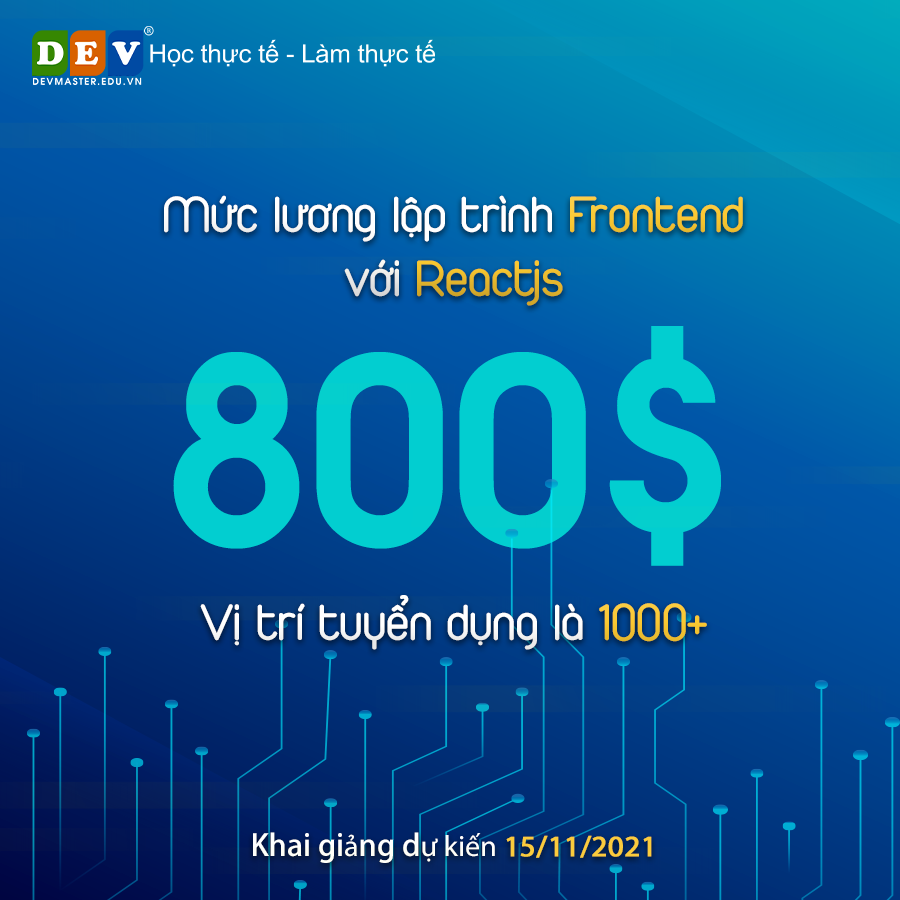 DEV® Học thực tế - Làm thực tế
DEVMASTER.EDU.VN
Mức lương lập trình Frontend
với Reactjs
800$
Vị trí tuyển dụng là 1000+
Khai giảng dự kiến 15/11/2021